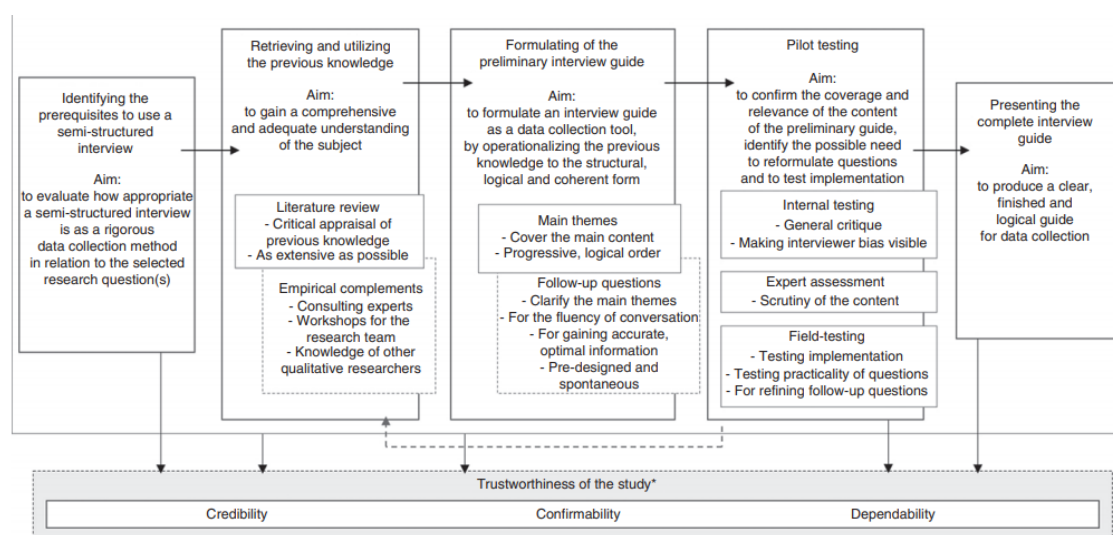 Identifying the
prerequisites to use a
semi-structured
interview
Aim:
to evaluate how appropriate
a semi-structured interview
is as a rigorous
data collection method
in relation to the selected
research question(s)
Retrieving and utilizing
the previous knowledge
Aim:
to gain a comprehensive
and adequate understanding
of the subject
Literature review
- Critical appraisal of
previous knowledge
- As extensive as possible
Empirical complements
- Consulting experts
- Workshops for the
research team
- Knowledge of other
qualitative researchers
Formulating of the
preliminary interview guide
Aim:
to formulate an interview guide
as a data collection tool,
by operationalizing the previous
knowledge to the structural,
logical and coherent form
Main themes
- Cover the main content
- Progressive, logical order
Follow-up questions
- Clarify the main themes
- For the fluency of conversation
- For gaining accurate,
optimal information
- Pre-designed and
spontaneous
Pilot testing
Aim:
to confirm the coverage and
relevance of the content
of the preliminary guide,
identify the possible need
to reformulate questions
and to test implementation
Internal testing
- General critique
- Making interviewer bias visible
Expert assessment
- Scrutiny of the content
Field-testing
- Testing implementation
- Testing practicality of questions
- For refining follow-up questions
Presenting the
complete interview
guide
Aim:
to produce a clear,
finished and
logical guide
for data collection
Trustworthiness of the study*
Credibility
Confirmability
Dependability